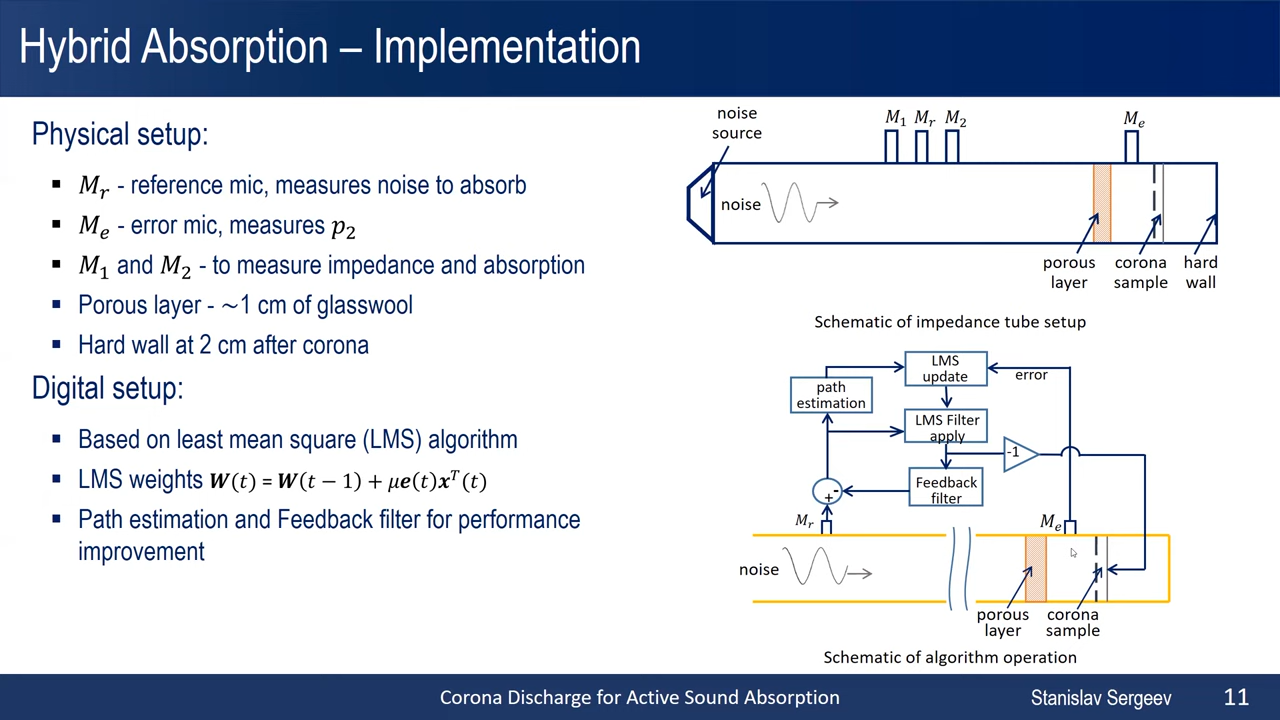 Hybrid Absorption – Implementation
Physical setup:
▪ M_r - reference mic, measures noise to absorb
▪ M_e - error mic, measures p_2
▪ M_1 and M_2 - to measure impedance and absorption
▪ Porous layer - ~1 cm of glasswool
▪ Hard wall at 2 cm after corona
Digital setup:
▪ Based on least mean square (LMS) algorithm
▪ LMS weights W(t) = W(t − 1) + μe(t)x^T(t)
▪ Path estimation and Feedback filter for performance
improvement
noise
source
M_1 M_r M_2
M_e
noise
porous
layer
corona
sample
hard
wall
Schematic of impedance tube setup
LMS
update
error
path
estimation
LMS Filter
apply
-1
Feedback
filter
-
+
M_r
M_e
noise
porous
layer
corona
sample
Schematic of algorithm operation
Corona Discharge for Active Sound Absorption
Stanislav Sergeev
11